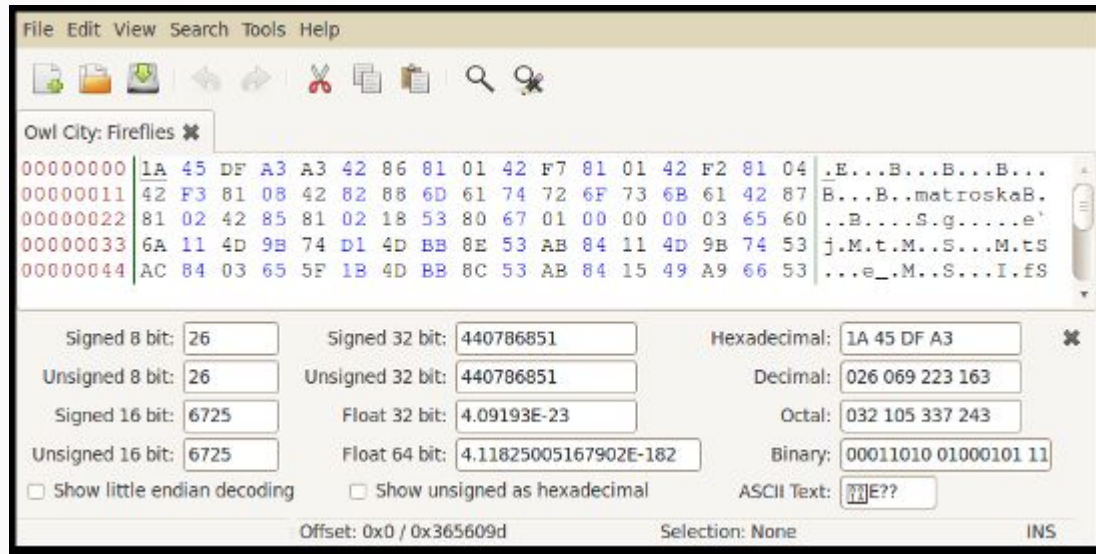 File Edit View Search Tools Help
Owl City: Fireflies ✖
00000000 1A 45 DF A3 A3 42 86 81 01 42 F7 81 01 42 F2 81 04 .E...B...B...B...
00000011 42 F3 81 08 42 82 88 6D 61 74 72 6F 73 6B 61 42 87 B...B..matroskaB.
00000022 81 02 42 85 81 02 18 53 80 67 01 00 00 00 03 65 60 ..B....S.g.....e`
00000033 6A 11 4D 9B 74 D1 4D BB 8E 53 AB 84 11 4D 9B 74 53 j.M.t.M..S...M.tS
00000044 AC 84 03 65 5F 1B 4D BB 8C 53 AB 84 15 49 A9 66 53 ...e_.M..S...I.fS
Signed 8 bit: 26 Signed 32 bit: 440786851 Hexadecimal: 1A 45 DF A3
Unsigned 8 bit: 26 Unsigned 32 bit: 440786851 Decimal: 026 069 223 163
Signed 16 bit: 6725 Float 32 bit: 4.09193E-23 Octal: 032 105 337 243
Unsigned 16 bit: 6725 Float 64 bit: 4.11825005167902E-182 Binary: 00011010 01000101 11
Show little endian decoding Show unsigned as hexadecimal ASCII Text: E??
Offset: 0x0 / 0x365609d Selection: None INS